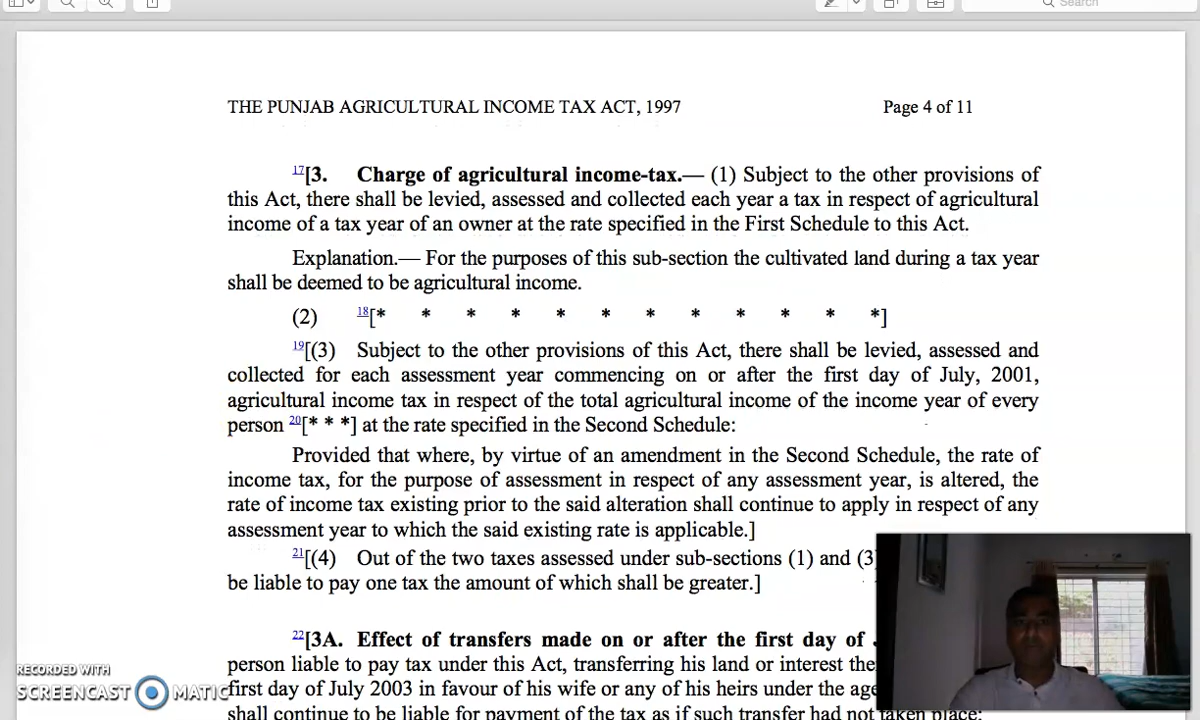 Search
THE PUNJAB AGRICULTURAL INCOME TAX ACT, 1997 Page 4 of 11
17[3. Charge of agricultural income-tax.— (1) Subject to the other provisions of
this Act, there shall be levied, assessed and collected each year a tax in respect of agricultural
income of a tax year of an owner at the rate specified in the First Schedule to this Act.
Explanation.— For the purposes of this sub-section the cultivated land during a tax year
shall be deemed to be agricultural income.
(2) 18[* * * * * * * * * * * *]
19[(3) Subject to the other provisions of this Act, there shall be levied, assessed and
collected for each assessment year commencing on or after the first day of July, 2001,
agricultural income tax in respect of the total agricultural income of the income year of every
person 20[* * *] at the rate specified in the Second Schedule:
Provided that where, by virtue of an amendment in the Second Schedule, the rate of
income tax, for the purpose of assessment in respect of any assessment year, is altered, the
rate of income tax existing prior to the said alteration shall continue to apply in respect of any
assessment year to which the said existing rate is applicable.]
21[(4) Out of the two taxes assessed under sub-sections (1) and (3
be liable to pay one tax the amount of which shall be greater.]
22[3A. Effect of transfers made on or after the first day of
person liable to pay tax under this Act, transferring his land or interest the
first day of July 2003 in favour of his wife or any of his heirs under the age
shall continue to be liable for payment of the tax as if such transfer had not taken place:
RECORDED WITH
SCREENCAST MATIC